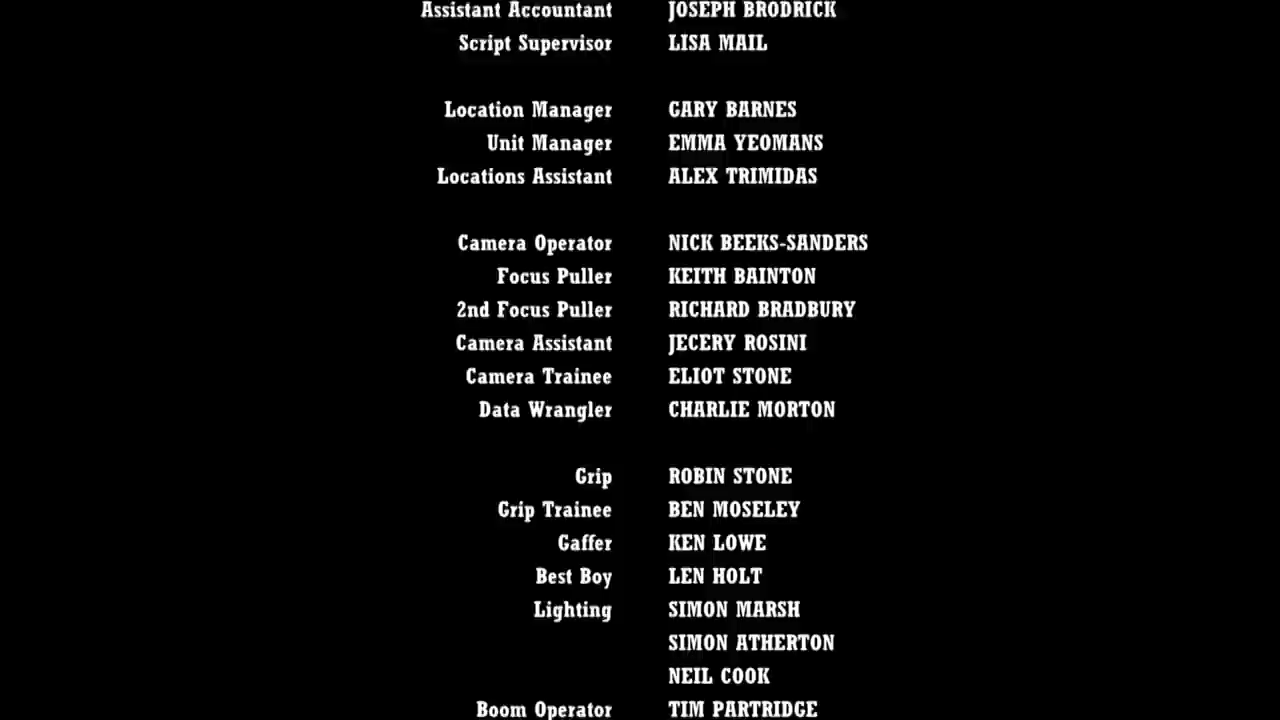 Assistant Accountant JOSEPH BRODRICK
Script Supervisor LISA MAIL
Location Manager GARY BARNES
Unit Manager EMMA YEOMANS
Locations Assistant ALEX TRIMIDAS
Camera Operator NICK BEEKS-SANDERS
Focus Puller KEITH BAINTON
2nd Focus Puller RICHARD BRADBURY
Camera Assistant JECERY ROSINI
Camera Trainee ELIOT STONE
Data Wrangler CHARLIE MORTON
Grip ROBIN STONE
Grip Trainee BEN MOSELEY
Gaffer KEN LOWE
Best Boy LEN HOLT
Lighting SIMON MARSH
SIMON ATHERTON
NEIL COOK
Boom Operator TIM PARTRIDGE